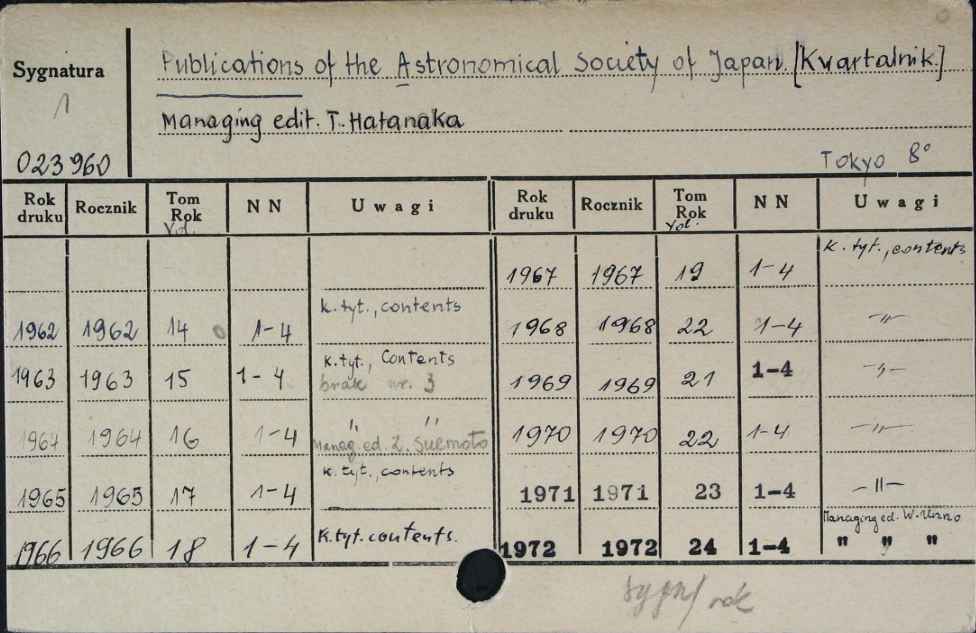 Sygnatura
1
023960
Publications of the Astronomical Society of Japan. [Kwartalnik.]
Managing edit. T. Hatanaka
Tokyo 8°
Rok druku Rocznik Tom Rok Vol. NN Uwagi Rok druku Rocznik Tom Rok Vol. NN Uwagi
1967 1967 19 1-4 K. tyt., contents
1962 1962 14 1-4 k. tyt., contents 1968 1968 22 1-4 -"-
1963 1963 15 1-4 k. tyt., Contents brak nr. 3 1969 1969 21 1-4 -"-
1964 1964 16 1-4 " " Manag. ed. Z. Suemoto 1970 1970 22 1-4 -"-
1965 1965 17 1-4 k. tyt., contents 1971 1971 23 1-4 -"-
1966 1966 18 1-4 K. tyt. contents. 1972 1972 24 1-4 Managing ed. W. Unno " " "
rok